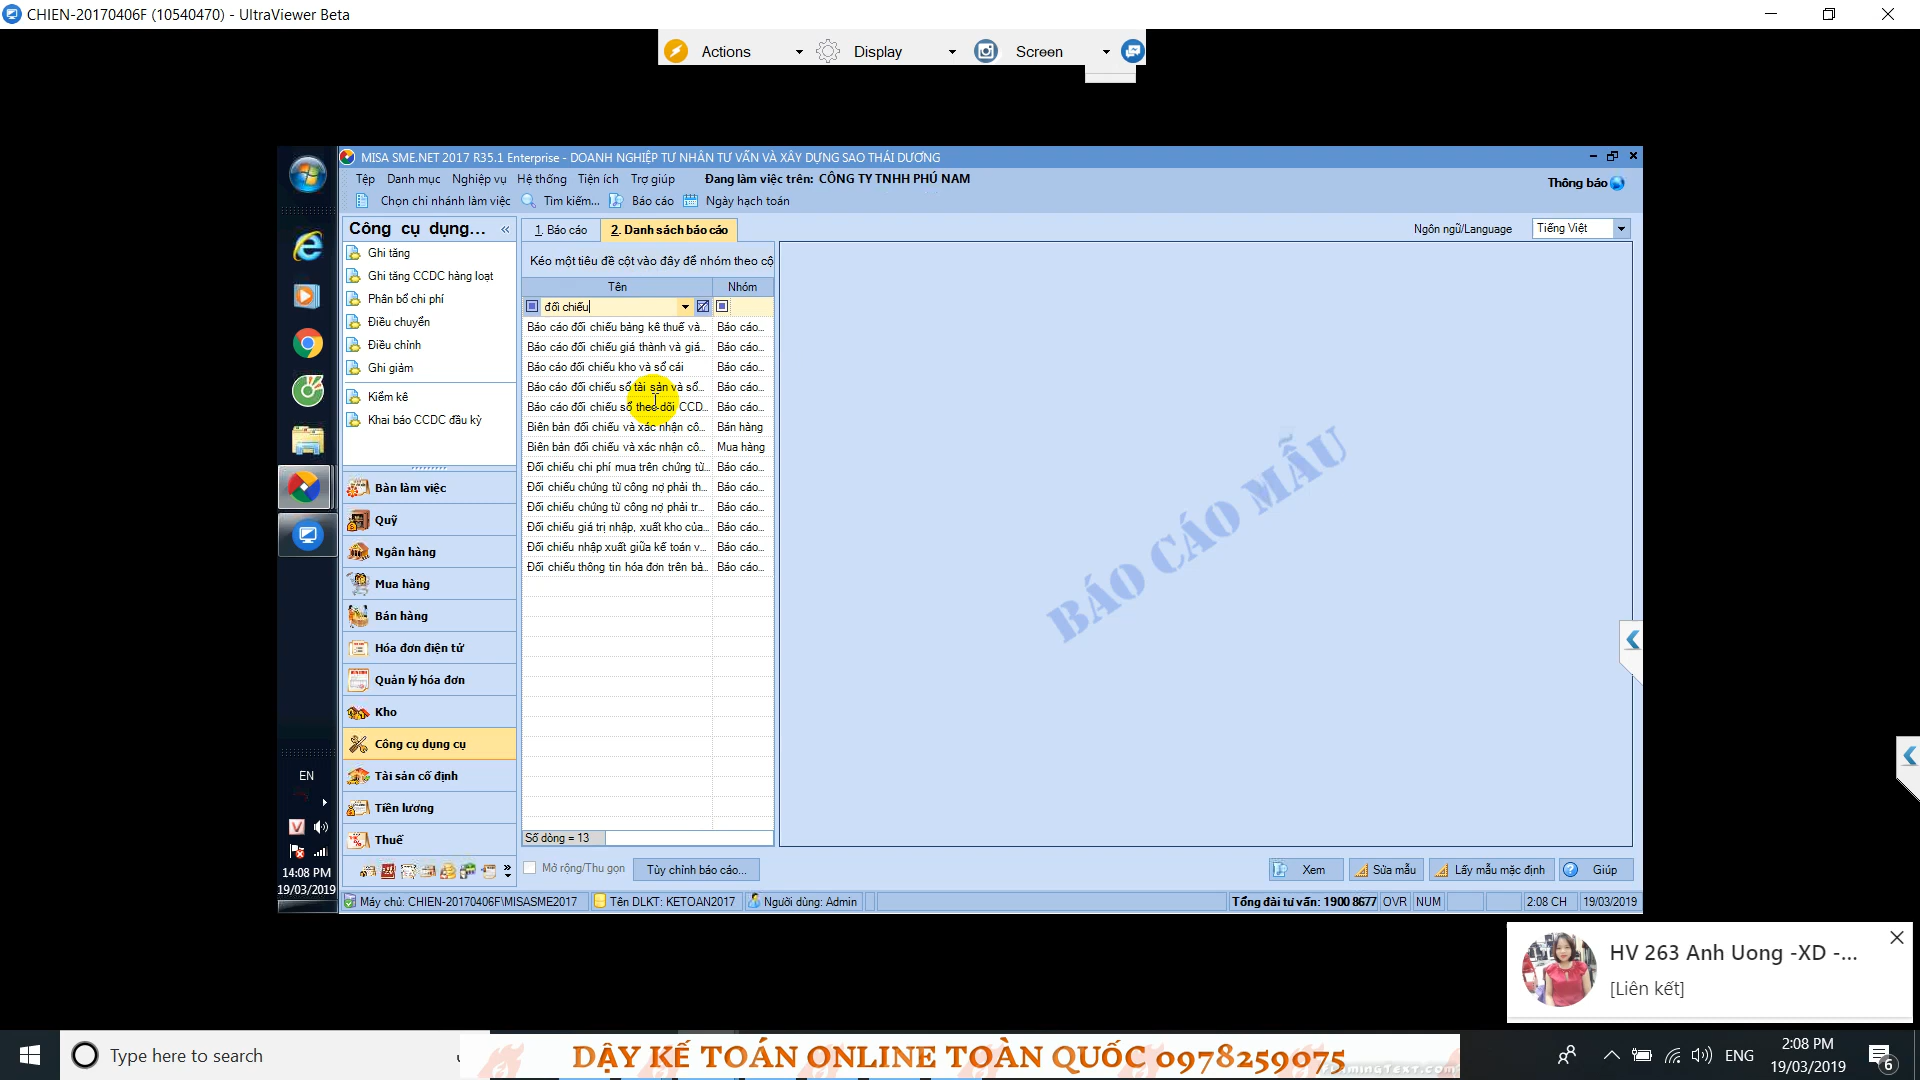 CHIEN-20170406F (10540470) - UltraViewer Beta
Actions Display Screen
MISA SME.NET 2017 R35.1 Enterprise - DOANH NGHIỆP TƯ NHÂN TƯ VẤN VÀ XÂY DỰNG SAO THÁI DƯƠNG
Tệp Danh mục Nghiệp vụ Hệ thống Tiện ích Trợ giúp Đang làm việc trên: CÔNG TY TNHH PHÚ NAM
Thông báo
Chọn chi nhánh làm việc Tìm kiếm... Báo cáo Ngày hạch toán
Công cụ dụng... «
1. Báo cáo 2. Danh sách báo cáo
Ngôn ngữ/Language Tiếng Việt
Ghi tăng
Ghi tăng CCDC hàng loạt
Phân bổ chi phí
Điều chuyển
Điều chỉnh
Ghi giảm
Kiểm kê
Khai báo CCDC đầu kỳ
Bàn làm việc
Quỹ
Ngân hàng
Mua hàng
Bán hàng
Hóa đơn điện tử
Quản lý hóa đơn
Kho
Công cụ dụng cụ
Tài sản cố định
Tiền lương
Thuế
Kéo một tiêu đề cột vào đây để nhóm theo cộ
Tên Nhóm
đối chiếu
Báo cáo đối chiếu bảng kê thuế và... Báo cáo...
Báo cáo đối chiếu giá thành và giá... Báo cáo...
Báo cáo đối chiếu kho và sổ cái Báo cáo...
Báo cáo đối chiếu sổ tài sản và sổ... Báo cáo...
Báo cáo đối chiếu sổ theo dõi CCD... Báo cáo...
Biên bản đối chiếu và xác nhận cô... Bán hàng
Biên bản đối chiếu và xác nhận cô... Mua hàng
Đối chiếu chi phí mua trên chứng từ... Báo cáo...
Đối chiếu chứng từ công nợ phải th... Báo cáo...
Đối chiếu chứng từ công nợ phải tr... Báo cáo...
Đối chiếu giá trị nhập, xuất kho của... Báo cáo...
Đối chiếu nhập xuất giữa kế toán v... Báo cáo...
Đối chiếu thông tin hóa đơn trên bả... Báo cáo...
Số dòng = 13
BÁO CÁO MẪU
Mở rộng/Thu gọn Tùy chỉnh báo cáo...
Xem Sửa mẫu Lấy mẫu mặc định Giúp
Máy chủ: CHIEN-20170406F\MISASME2017 Tên DLKT: KETOAN2017 Người dùng: Admin
Tổng đài tư vấn: 1900 8677 OVR NUM 2:08 CH 19/03/2019
EN
14:08 PM
19/03/2019
HV 263 Anh Uong -XD -...
[Liên kết]
Type here to search
DẠY KẾ TOÁN ONLINE TOÀN QUỐC 0978259075
ENG
2:08 PM
19/03/2019
6